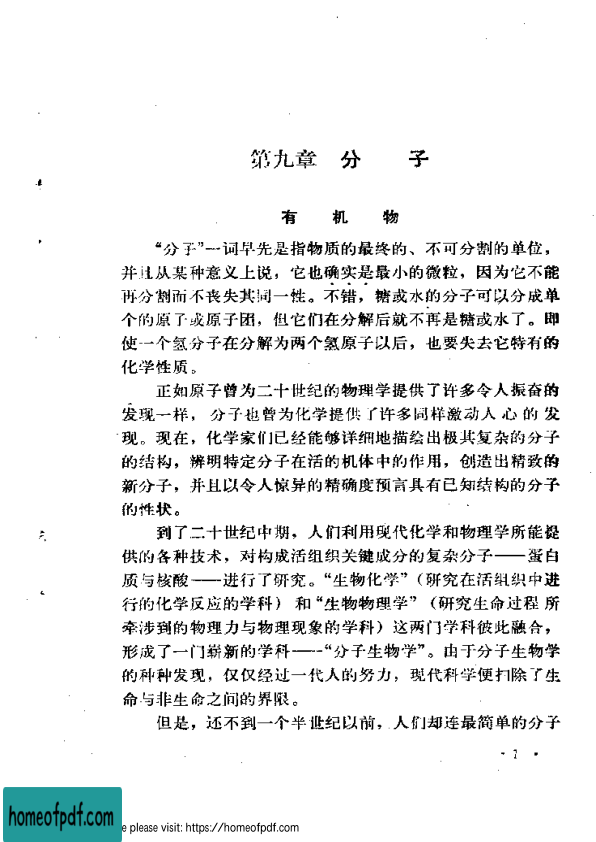 第九章 分 子
有 机 物
“分子”一词早先是指物质的最终的、不可分割的单位，
并且从某种意义上说，它也确实是最小的微粒，因为它不能
再分割而不丧失其同一性。不错，糖或水的分子可以分成单
个的原子或原子团，但它们在分解后就不再是糖或水了。即
使一个氢分子在分解为两个氢原子以后，也要失去它特有的
化学性质。
正如原子曾为二十世纪的物理学提供了许多令人振奋的
发现一样，分子也曾为化学提供了许多同样激动人心的发
现。现在，化学家们已经能够详细地描绘出极其复杂的分子
的结构，辨明特定分子在活的机体中的作用，创造出精致的
新分子，并且以令人惊异的精确度预言具有已知结构的分子
的性状。
到了二十世纪中期，人们利用现代化学和物理学所能提
供的各种技术，对构成活组织关键成分的复杂分子——蛋白
质与核酸——进行了研究。“生物化学”（研究在活组织中进
行的化学反应的学科）和“生物物理学”（研究生命过程所
牵涉到的物理力与物理现象的学科）这两门学科彼此融合，
形成了一门崭新的学科——“分子生物学”。由于分子生物学
的种种发现，仅仅经过一代人的努力，现代科学便扫除了生
命与非生命之间的界限。
但是，还不到一个半世纪以前，人们却连最简单的分子
homeofpdf.com
e please visit: https://homeofpdf.com